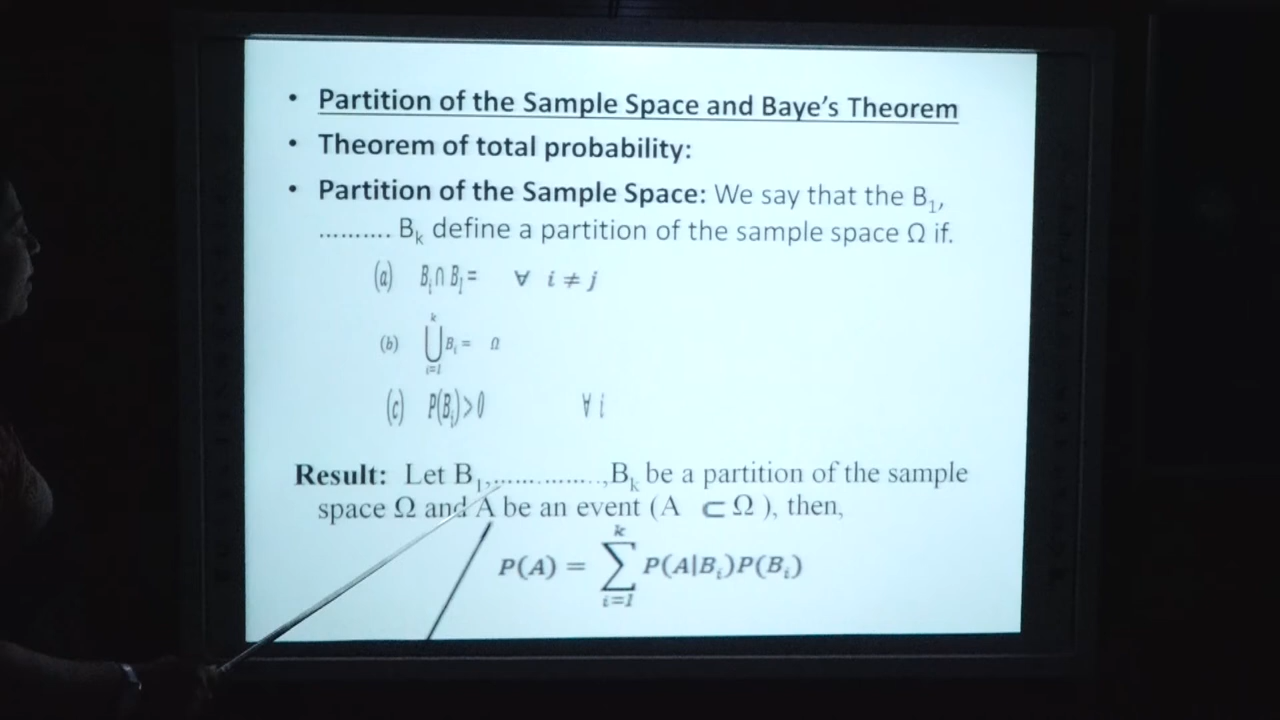 • Partition of the Sample Space and Baye's Theorem
• Theorem of total probability:
• Partition of the Sample Space: We say that the B₁,
.......... Bₖ define a partition of the sample space Ω if.
(a) Bᵢ∩ Bⱼ = ∀ i ≠ j
(b) ⋃ᵢ₌₁ᵏ Bᵢ = Ω
(c) P(Bᵢ)>0 ∀ i
Result: Let B₁,...............,Bₖ be a partition of the sample
space Ω and A be an event (A ⊂ Ω ), then,
P(A) = ∑ᵢ₌₁ᵏ P(A|Bᵢ)P(Bᵢ)